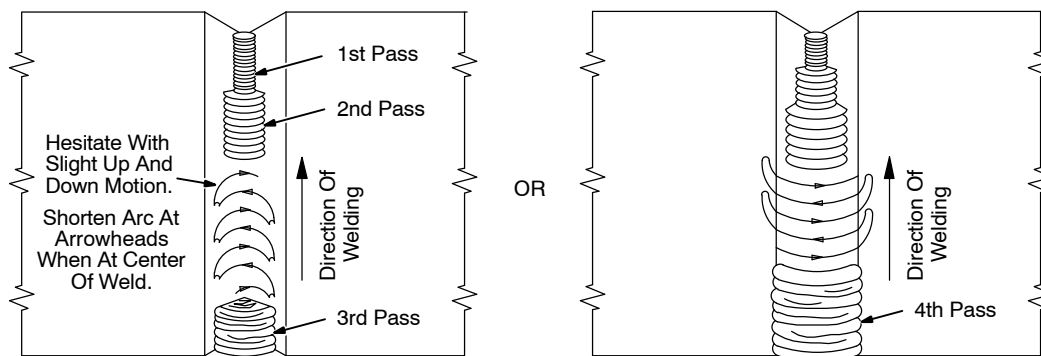 1st Pass
2nd Pass
Hesitate With
Slight Up And
Down Motion.
Shorten Arc At
Arrowheads
When At Center
Of Weld.
Direction Of
Welding
3rd Pass
OR
Direction Of
Welding
4th Pass